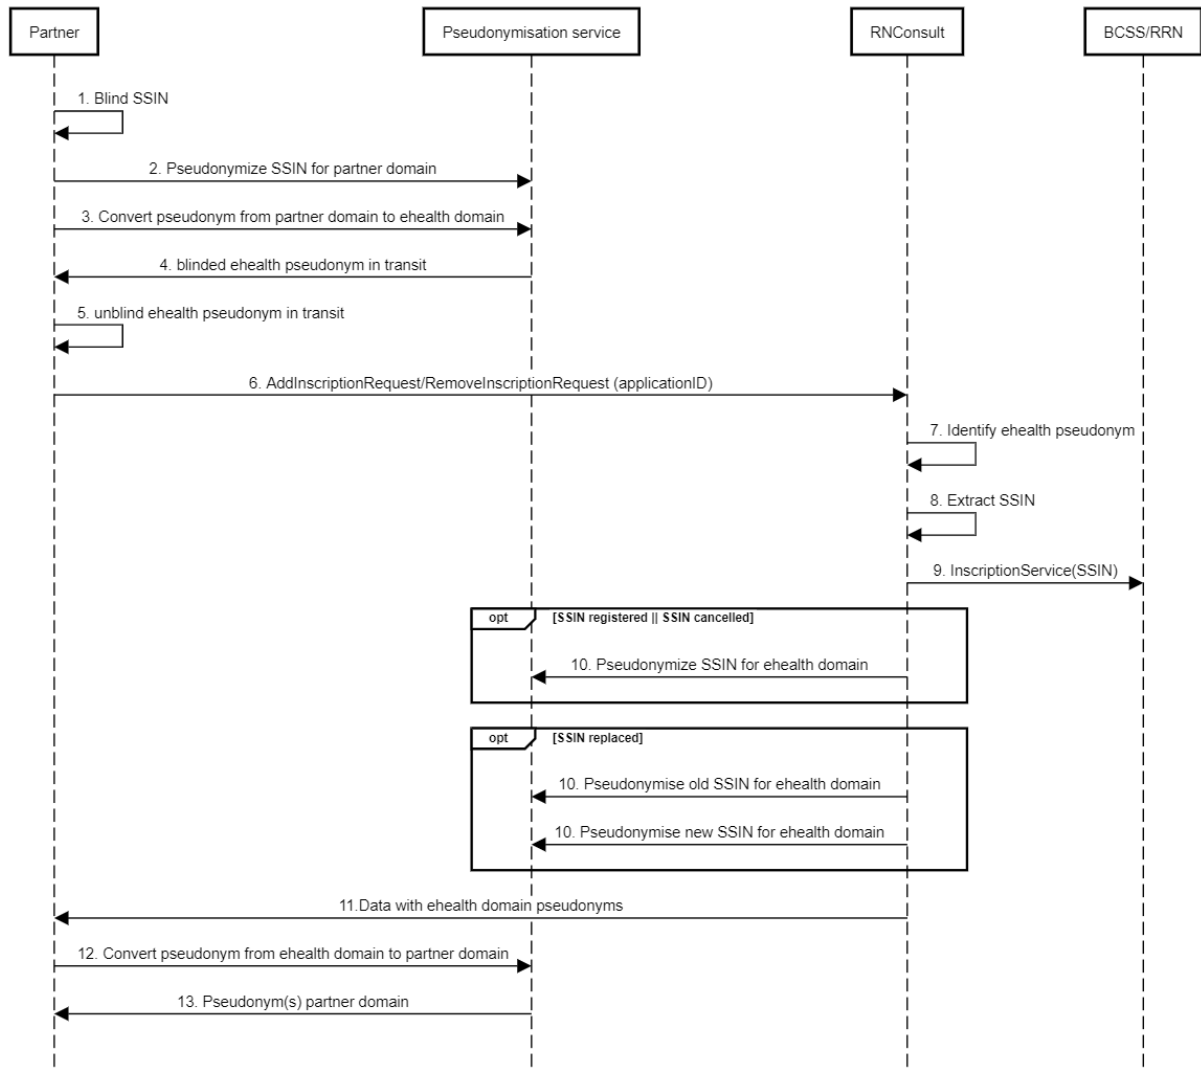 Partner
Pseudonymisation service
RNConsult
BCSS/RRN
1. Blind SSIN
2. Pseudonymize SSIN for partner domain
3. Convert pseudonym from partner domain to ehealth domain
4. blinded ehealth pseudonym in transit
5. unblind ehealth pseudonym in transit
6. AddInscriptionRequest/RemoveInscriptionRequest (applicationID)
7. Identify ehealth pseudonym
8. Extract SSIN
9. InscriptionService(SSIN)
opt
[SSIN registered || SSIN cancelled]
10. Pseudonymize SSIN for ehealth domain
opt
[SSIN replaced]
10. Pseudonymise old SSIN for ehealth domain
10. Pseudonymise new SSIN for ehealth domain
11.Data with ehealth domain pseudonyms
12. Convert pseudonym from ehealth domain to partner domain
13. Pseudonym(s) partner domain